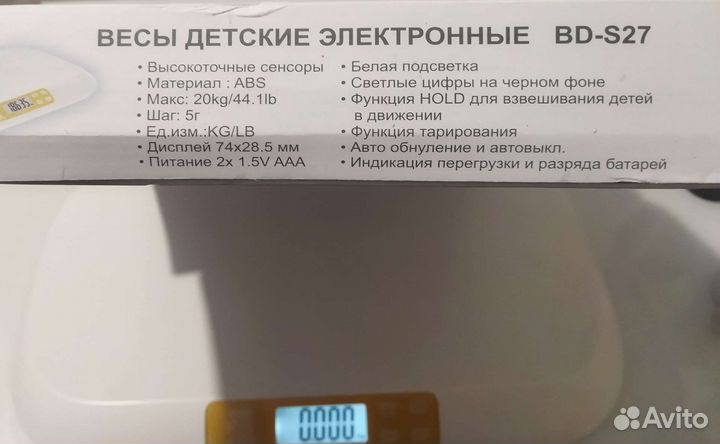 ВЕСЫ ДЕТСКИЕ ЭЛЕКТРОННЫЕ BD-S27
• Высокоточные сенсоры
• Материал : ABS
• Макс: 20kg/44.1lb
• Шаг: 5г
• Ед.изм.:KG/LB
• Дисплей 74x28.5 мм
• Питание 2x 1.5V AAA
• Белая подсветка
• Светлые цифры на черном фоне
• Функция HOLD для взвешивания детей
в движении
• Функция тарирования
• Авто обнуление и автовыкл.
• Индикация перегрузки и разряда батарей
0000
Avito